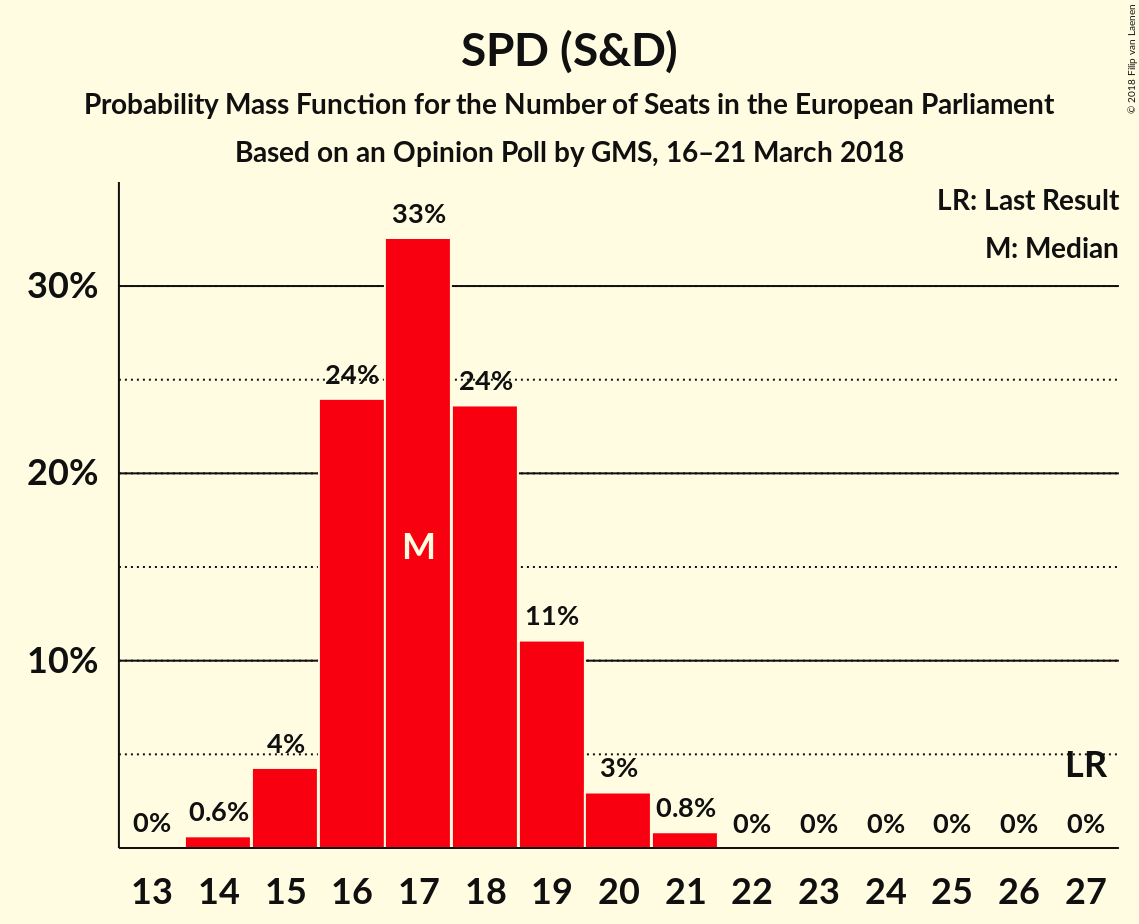 SPD (S&D)
Probability Mass Function for the Number of Seats in the European Parliament
Based on an Opinion Poll by GMS, 16–21 March 2018
© 2018 Filip van Laenen
LR: Last Result
M: Median
33%
30%
24%
24%
20%
M
11%
10%
4%
3%
LR
0%
0.6%
0.8%
0%
0%
0%
0%
0%
0%
13 14 15 16 17 18 19 20 21 22 23 24 25 26 27